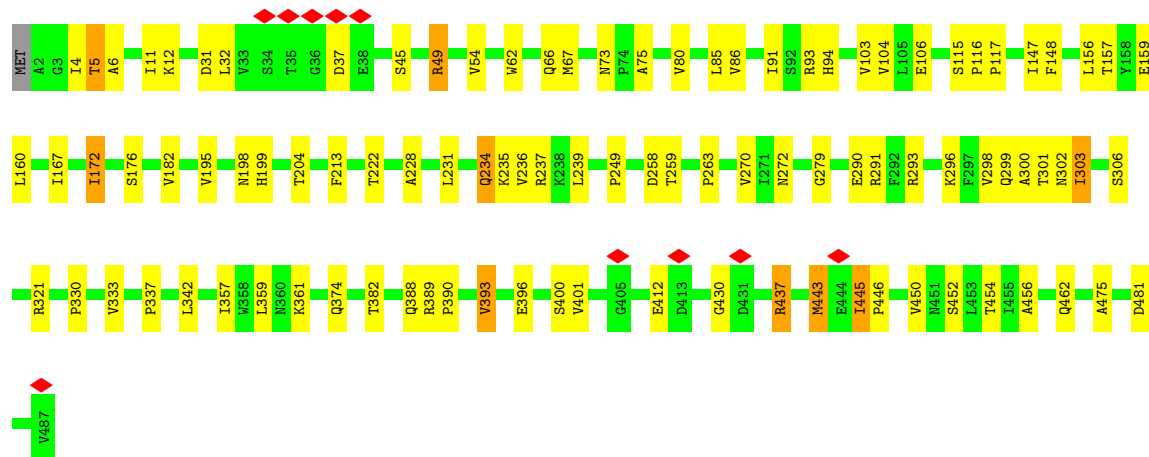 MET A2 G3 I4 T5 A6 I11 K12 D31 L32 V33 S34 T35 G36 D37 E38 S45 R49 V54 W62 Q66 M67 N73 P74 A75 V80 L85 V86 I91 S92 R93 H94 V103 V104 L105 E106 S115 P116 P117 I147 F148 L156 T157 Y158 E159
L160 I167 I172 S176 V182 V195 N198 H199 T204 F213 T222 A228 L231 Q234 K235 V236 R237 K238 L239 P249 D258 T259 P263 V270 I271 N272 G279 E290 R291 F292 R293 K296 F297 V298 Q299 A300 T301 N302 I303 S306
R321 P330 V333 P337 L342 I357 W358 L359 N360 K361 Q374 T382 Q388 R389 P390 V393 E396 S400 V401 G405 E412 D413 G430 D431 R437 M443 E444 I445 P446 V450 N451 S452 L453 T454 I455 A456 Q462 A475 D481
V487